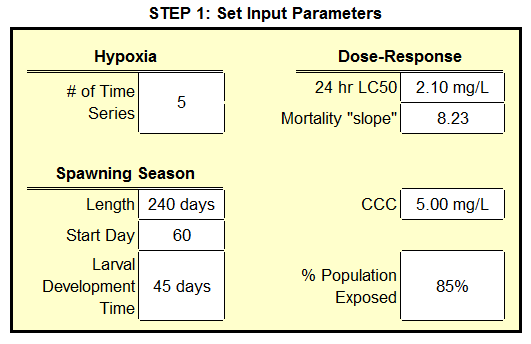 STEP 1: Set Input Parameters
Hypoxia
# of Time
Series
5
Dose-Response
24 hr LC50
2.10 mg/L
Mortality "slope"
8.23
Spawning Season
Length
240 days
Start Day
60
Larval
Development
Time
45 days
CCC
5.00 mg/L
% Population
Exposed
85%